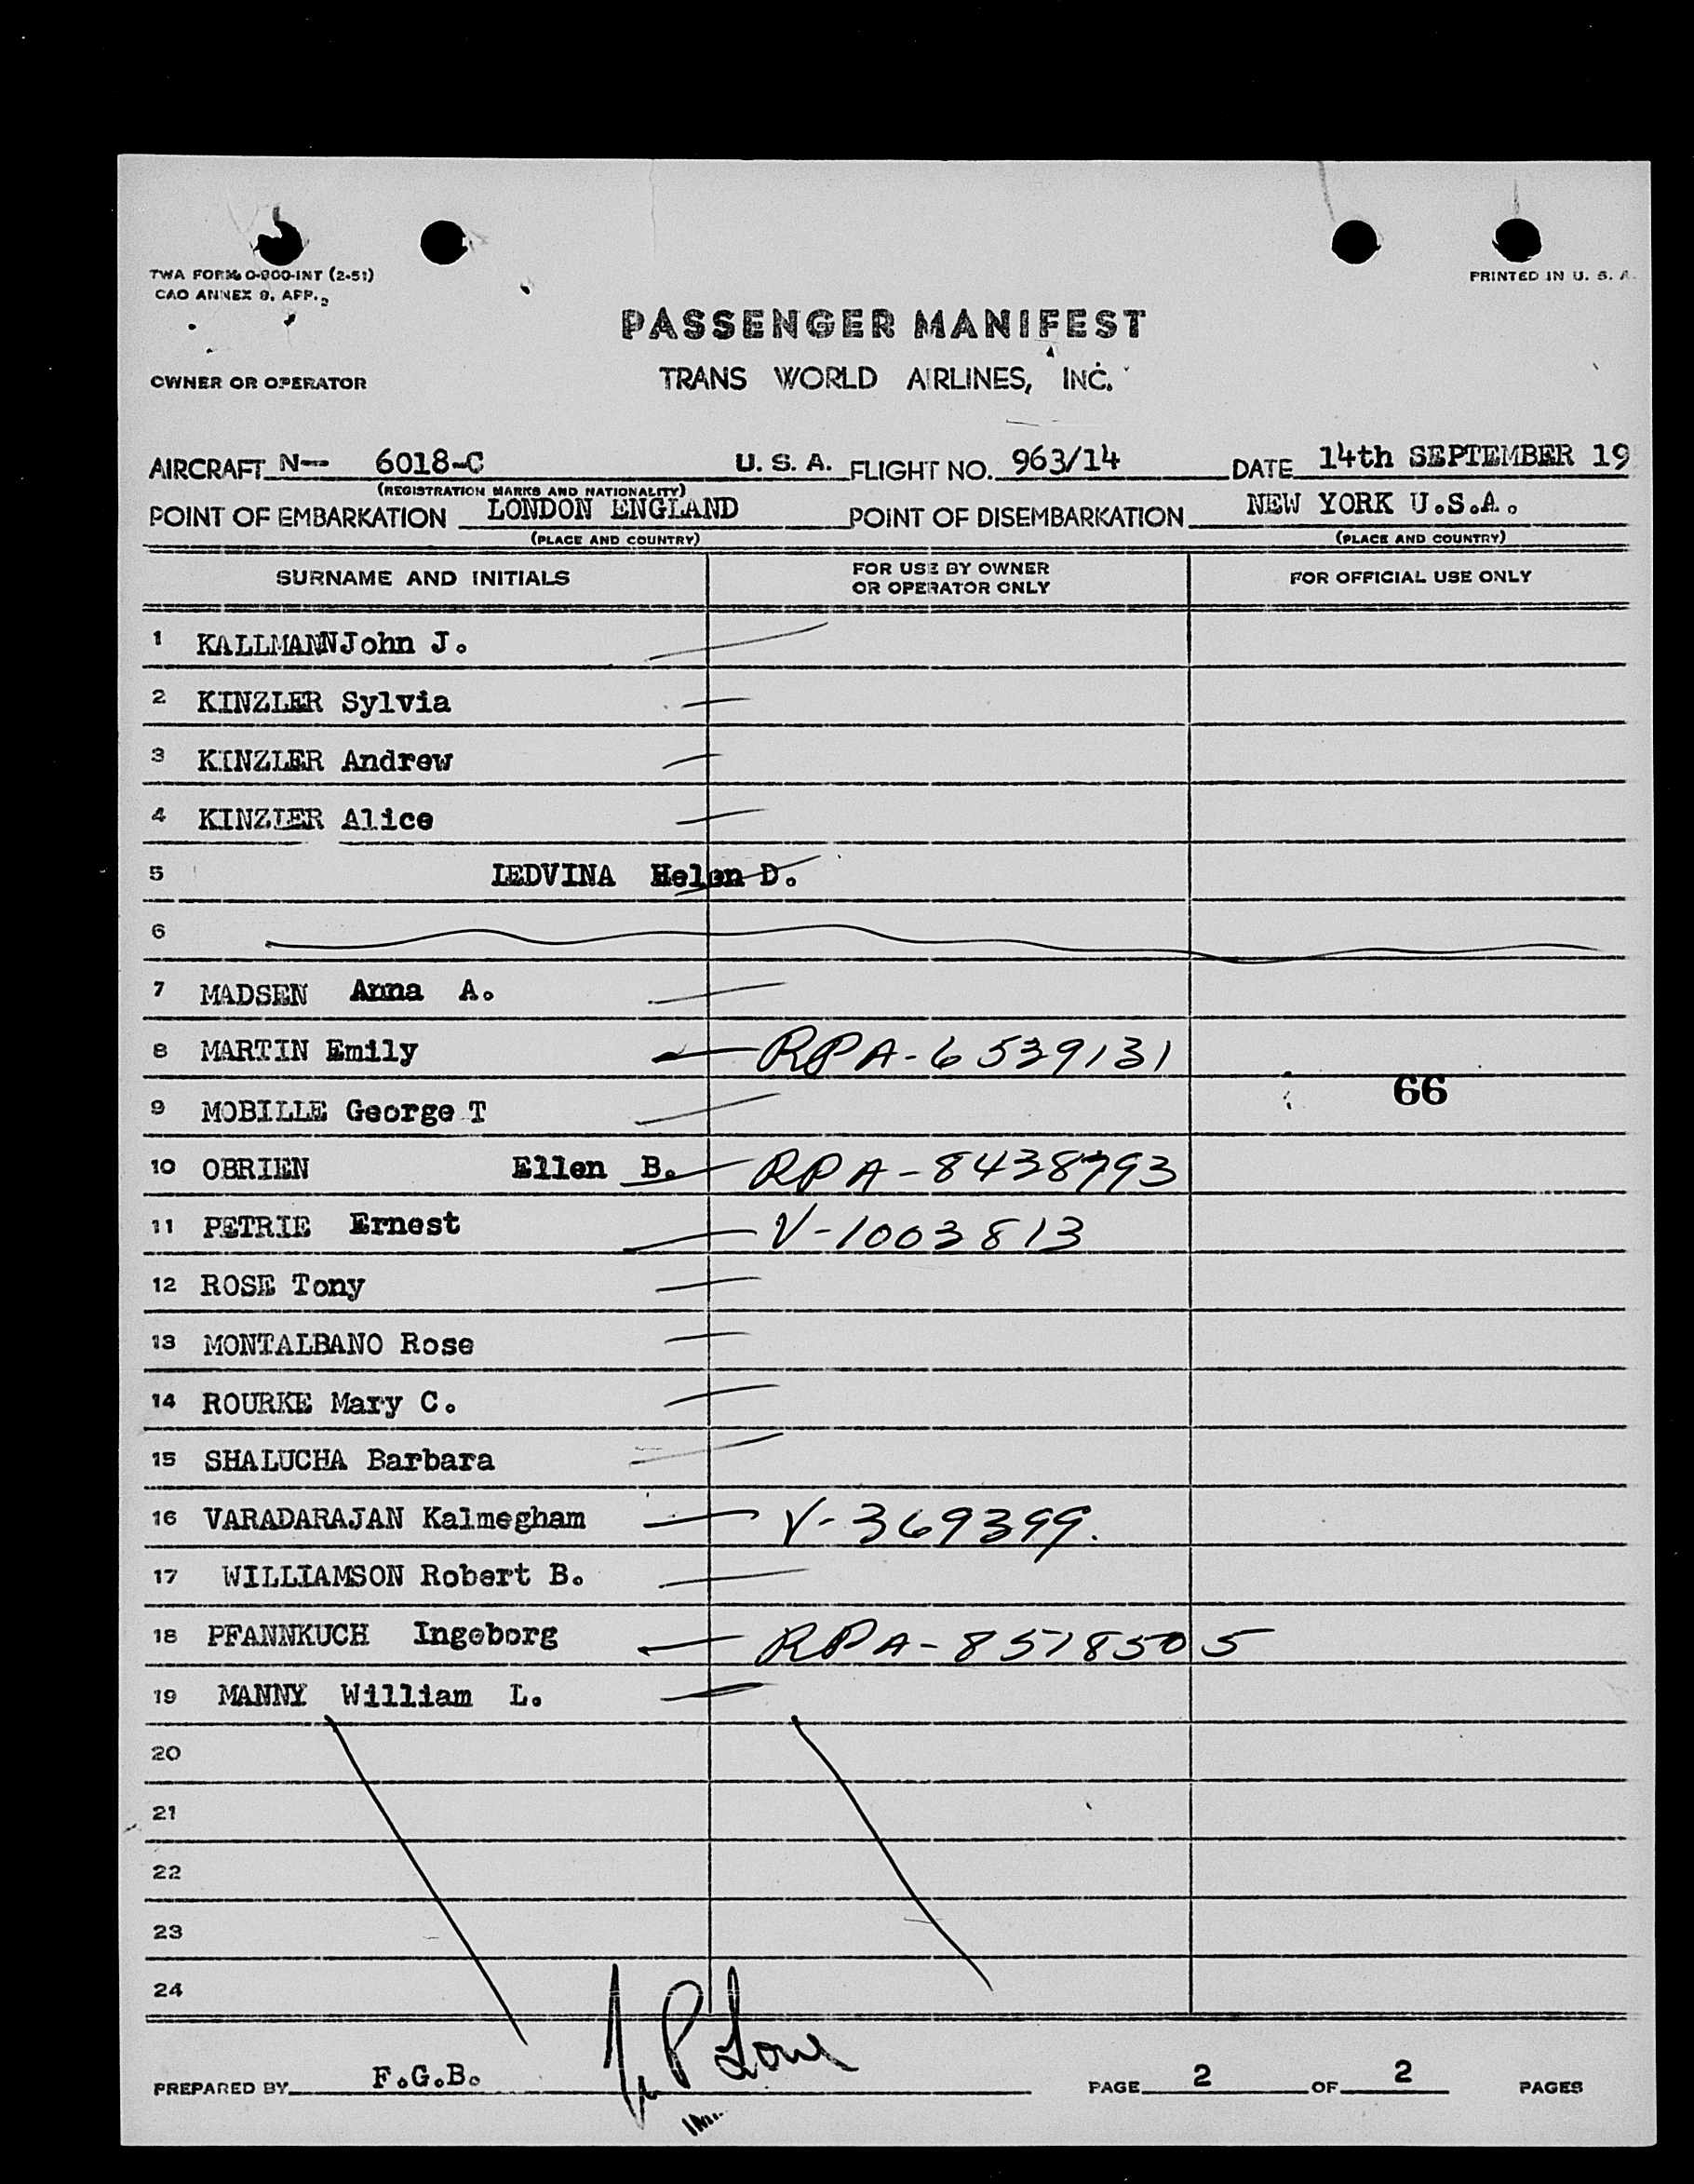 TWA FORM O-800-INT (2-51)
PRINTED IN U. S. A.
CAO ANNEX 9, APP. 2
PASSENGER MANIFEST
OWNER OR OPERATOR TRANS WORLD AIRLINES, INC.
AIRCRAFT N-- 6018-C U. S. A. FLIGHT NO. 963/14 DATE 14th SEPTEMBER 19
(REGISTRATION MARKS AND NATIONALITY)
POINT OF EMBARKATION LONDON ENGLAND POINT OF DISEMBARKATION NEW YORK U.S.A.
(PLACE AND COUNTRY) (PLACE AND COUNTRY)
SURNAME AND INITIALS FOR USE BY OWNER OR OPERATOR ONLY FOR OFFICIAL USE ONLY
1 KALLMANNJohn J.
2 KINZLER Sylvia
3 KINZLER Andrew
4 KINZLER Alice
5 LEDVINA Helen D.
6
7 MADSEN Anna A.
8 MARTIN Emily RPA-6539131
66
9 MOBILLE George T
10 OBRIEN Ellen B. RPA-8438793
11 PETRIE Ernest V-1003813
12 ROSE Tony
13 MONTALBANO Rose
14 ROURKE Mary C.
15 SHALUCHA Barbara
16 VARADARAJAN Kalmegham V-369399.
17 WILLIAMSON Robert B.
18 PFANNKUCH Ingeborg RPA-8578505
19 MANNY William L.
20
21
22
23
24
PREPARED BY F.G.B. PAGE 2 OF 2 PAGES